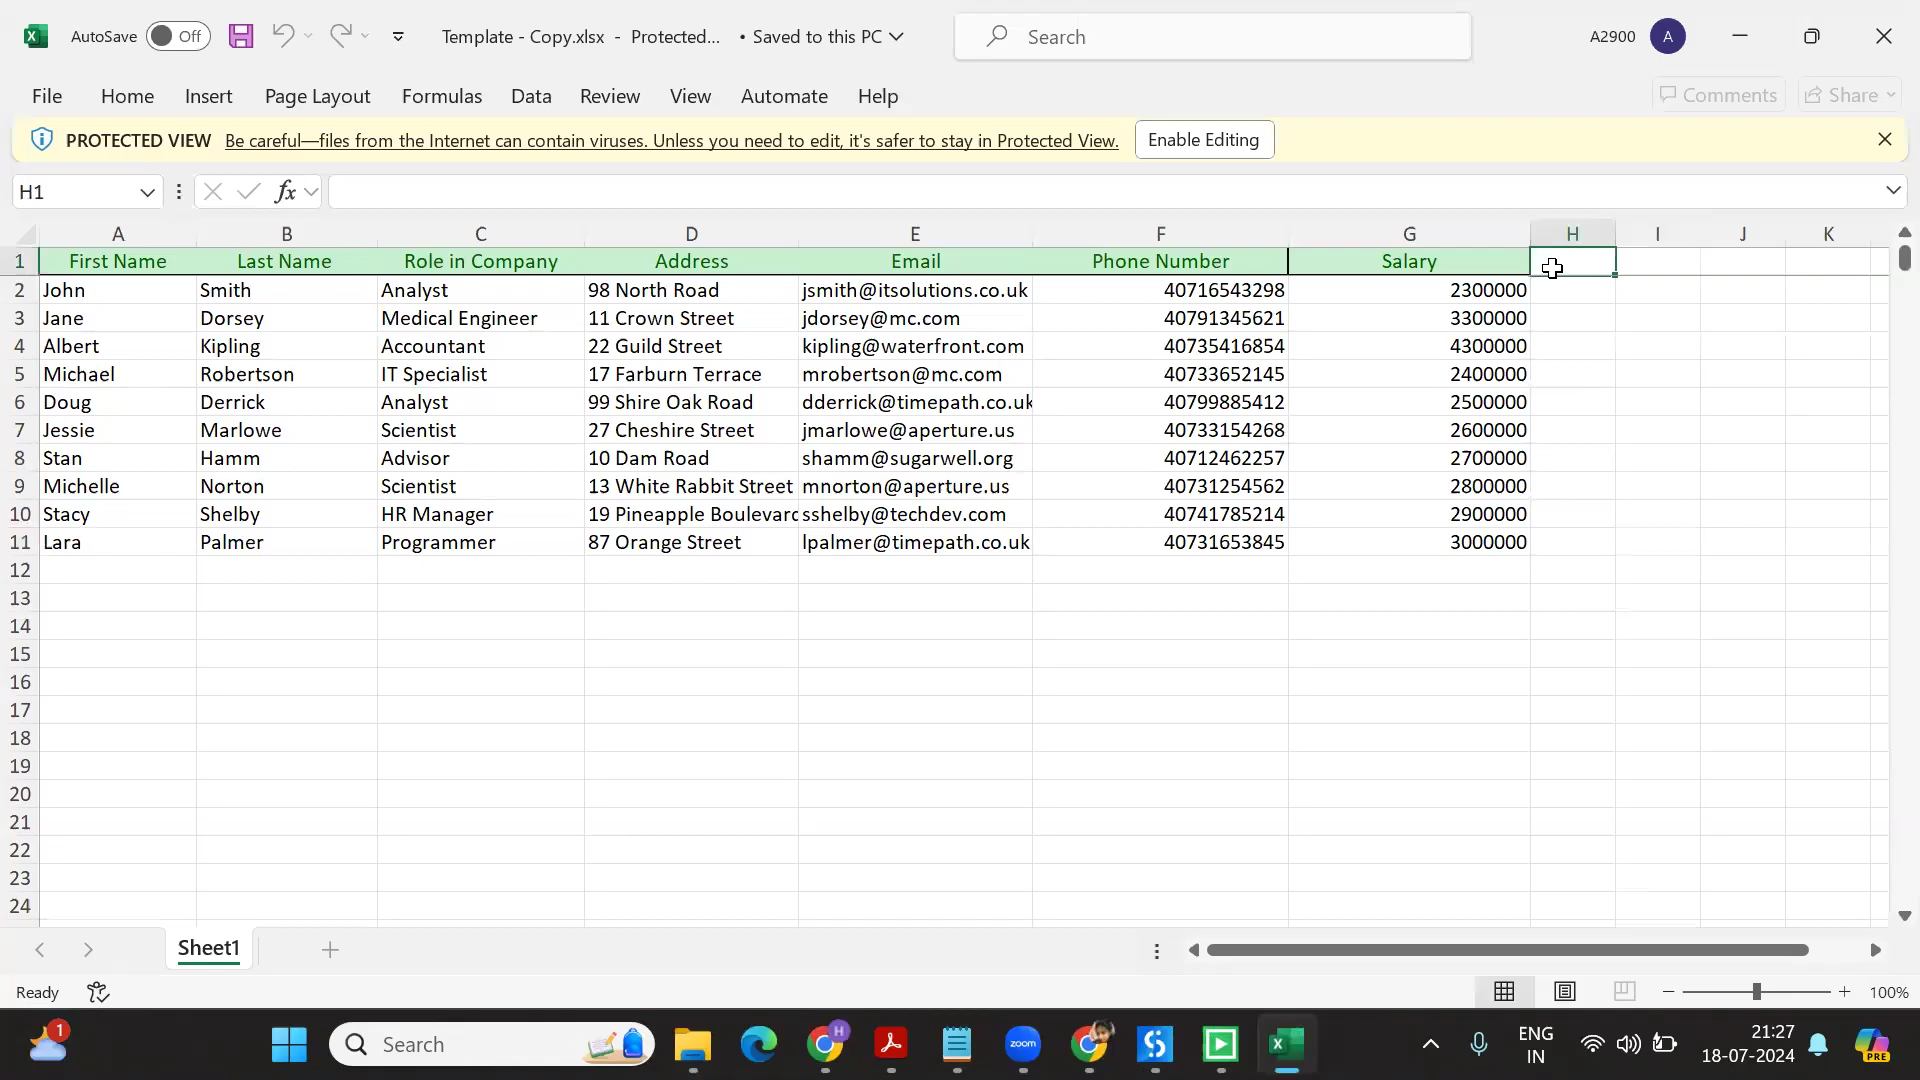 AutoSave Off Template - Copy.xlsx - Protected... • Saved to this PC Search A2900 A
File Home Insert Page Layout Formulas Data Review View Automate Help Comments Share
PROTECTED VIEW Be careful—files from the Internet can contain viruses. Unless you need to edit, it's safer to stay in Protected View. Enable Editing
H1 fx
A B C D E F G H I J K
1 First Name Last Name Role in Company Address Email Phone Number Salary
2 John Smith Analyst 98 North Road jsmith@itsolutions.co.uk 40716543298 2300000
3 Jane Dorsey Medical Engineer 11 Crown Street jdorsey@mc.com 40791345621 3300000
4 Albert Kipling Accountant 22 Guild Street kipling@waterfront.com 40735416854 4300000
5 Michael Robertson IT Specialist 17 Farburn Terrace mrobertson@mc.com 40733652145 2400000
6 Doug Derrick Analyst 99 Shire Oak Road dderrick@timepath.co.uk 40799885412 2500000
7 Jessie Marlowe Scientist 27 Cheshire Street jmarlowe@aperture.us 40733154268 2600000
8 Stan Hamm Advisor 10 Dam Road shamm@sugarwell.org 40712462257 2700000
9 Michelle Norton Scientist 13 White Rabbit Street mnorton@aperture.us 40731254562 2800000
10 Stacy Shelby HR Manager 19 Pineapple Boulevard sshelby@techdev.com 40741785214 2900000
11 Lara Palmer Programmer 87 Orange Street lpalmer@timepath.co.uk 40731653845 3000000
12
13
14
15
16
17
18
19
20
21
22
23
24
Sheet1
Ready 100%
1 Search H zoom ENG IN 21:27 18-07-2024 PRE